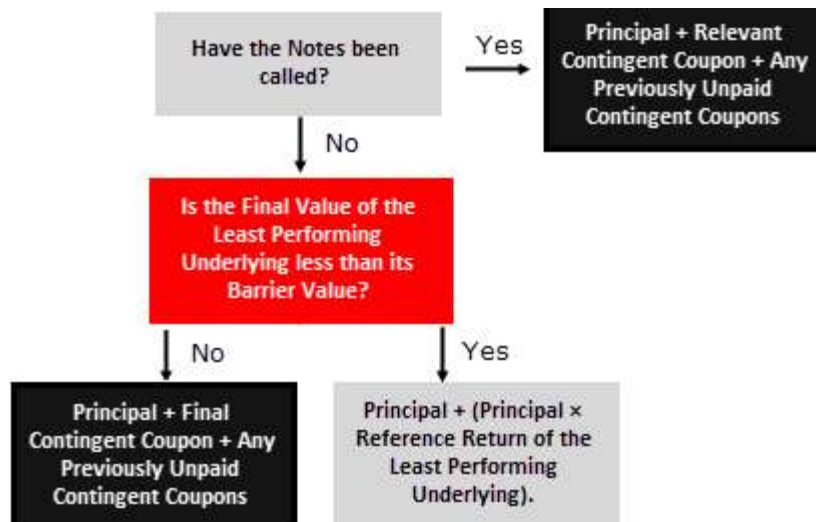 Have the Notes been
called?
Yes
Principal + Relevant
Contingent Coupon + Any
Previously Unpaid
Contingent Coupons
No
Is the Final Value of the
Least Performing
Underlying less than its
Barrier Value?
No
Yes
Principal + Final
Contingent Coupon + Any
Previously Unpaid
Contingent Coupons
Principal + (Principal ×
Reference Return of the
Least Performing
Underlying).